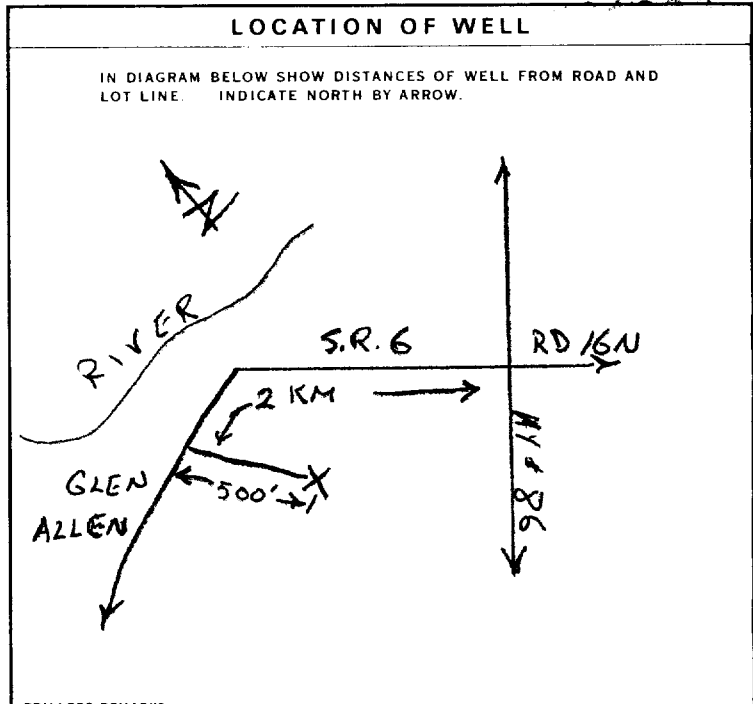 LOCATION OF WELL
IN DIAGRAM BELOW SHOW DISTANCES OF WELL FROM ROAD AND
LOT LINE. INDICATE NORTH BY ARROW.
N
RIVER
S.R. 6
RD 16N
2 KM
500'
X
GLEN
ALLEN
86